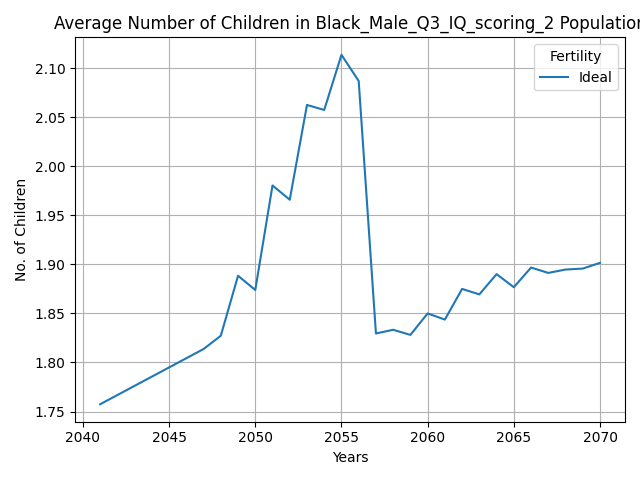 Average Number of Children in Black_Male_Q3_IQ_scoring_2 Population
Fertility
Ideal
2.10
2.05
2.00
1.95
1.90
1.85
1.80
1.75
No. of Children
2040 2045 2050 2055 2060 2065 2070
Years